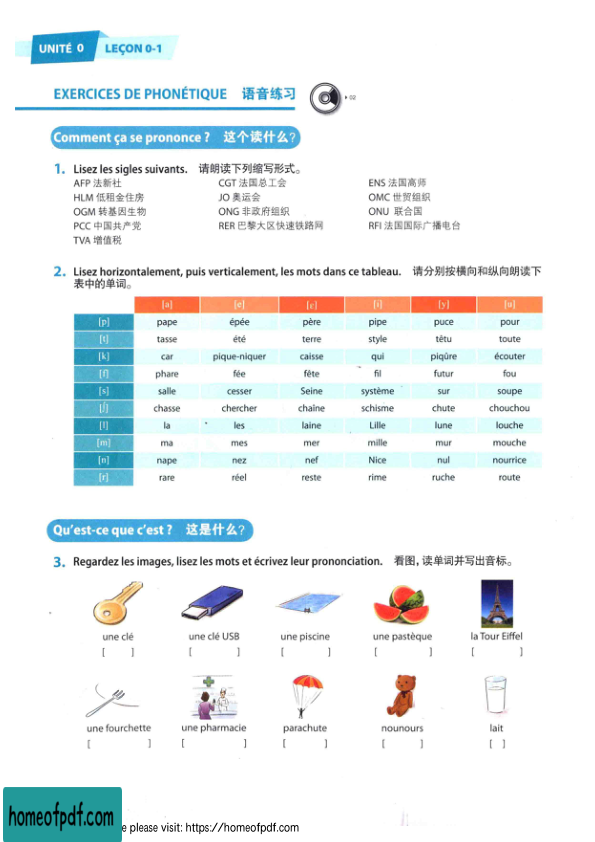 UNITÉ 0 LEÇON 0-1
EXERCICES DE PHONÉTIQUE 语音练习
02
Comment ça se prononce ? 这个读什么?
1. Lisez les sigles suivants. 请朗读下列缩写形式。
AFP 法新社 CGT 法国总工会 ENS 法国高师
HLM 低租金住房 JO 奥运会 OMC 世贸组织
OGM 转基因生物 ONG 非政府组织 ONU 联合国
PCC 中国共产党 RER 巴黎大区快速铁路网 RFI 法国国际广播电台
TVA 增值税
2. Lisez horizontalement, puis verticalement, les mots dans ce tableau. 请分别按横向和纵向朗读下
表中的单词。
[a] [e] [ɛ] [i] [y] [u]
[p] pape épée père pipe puce pour
[t] tasse été terre style têtu toute
[k] car pique-niquer caisse qui piqûre écouter
[f] phare fée fête fil futur fou
[s] salle cesser Seine système sur soupe
[ʃ] chasse chercher chaîne schisme chute chouchou
[l] la les laine Lille lune louche
[m] ma mes mer mille mur mouche
[n] nape nez nef Nice nul nourrice
[r] rare réel reste rime ruche route
Qu'est-ce que c'est ? 这是什么?
3. Regardez les images, lisez les mots et écrivez leur prononciation. 看图，读单词并写出音标。
une clé une clé USB une piscine une pastèque la Tour Eiffel
[ ] [ ] [ ] [ ] [ ]
une fourchette une pharmacie parachute nounours lait
[ ] [ ] [ ] [ ] [ ]
homeofpdf.com
e please visit: https://homeofpdf.com